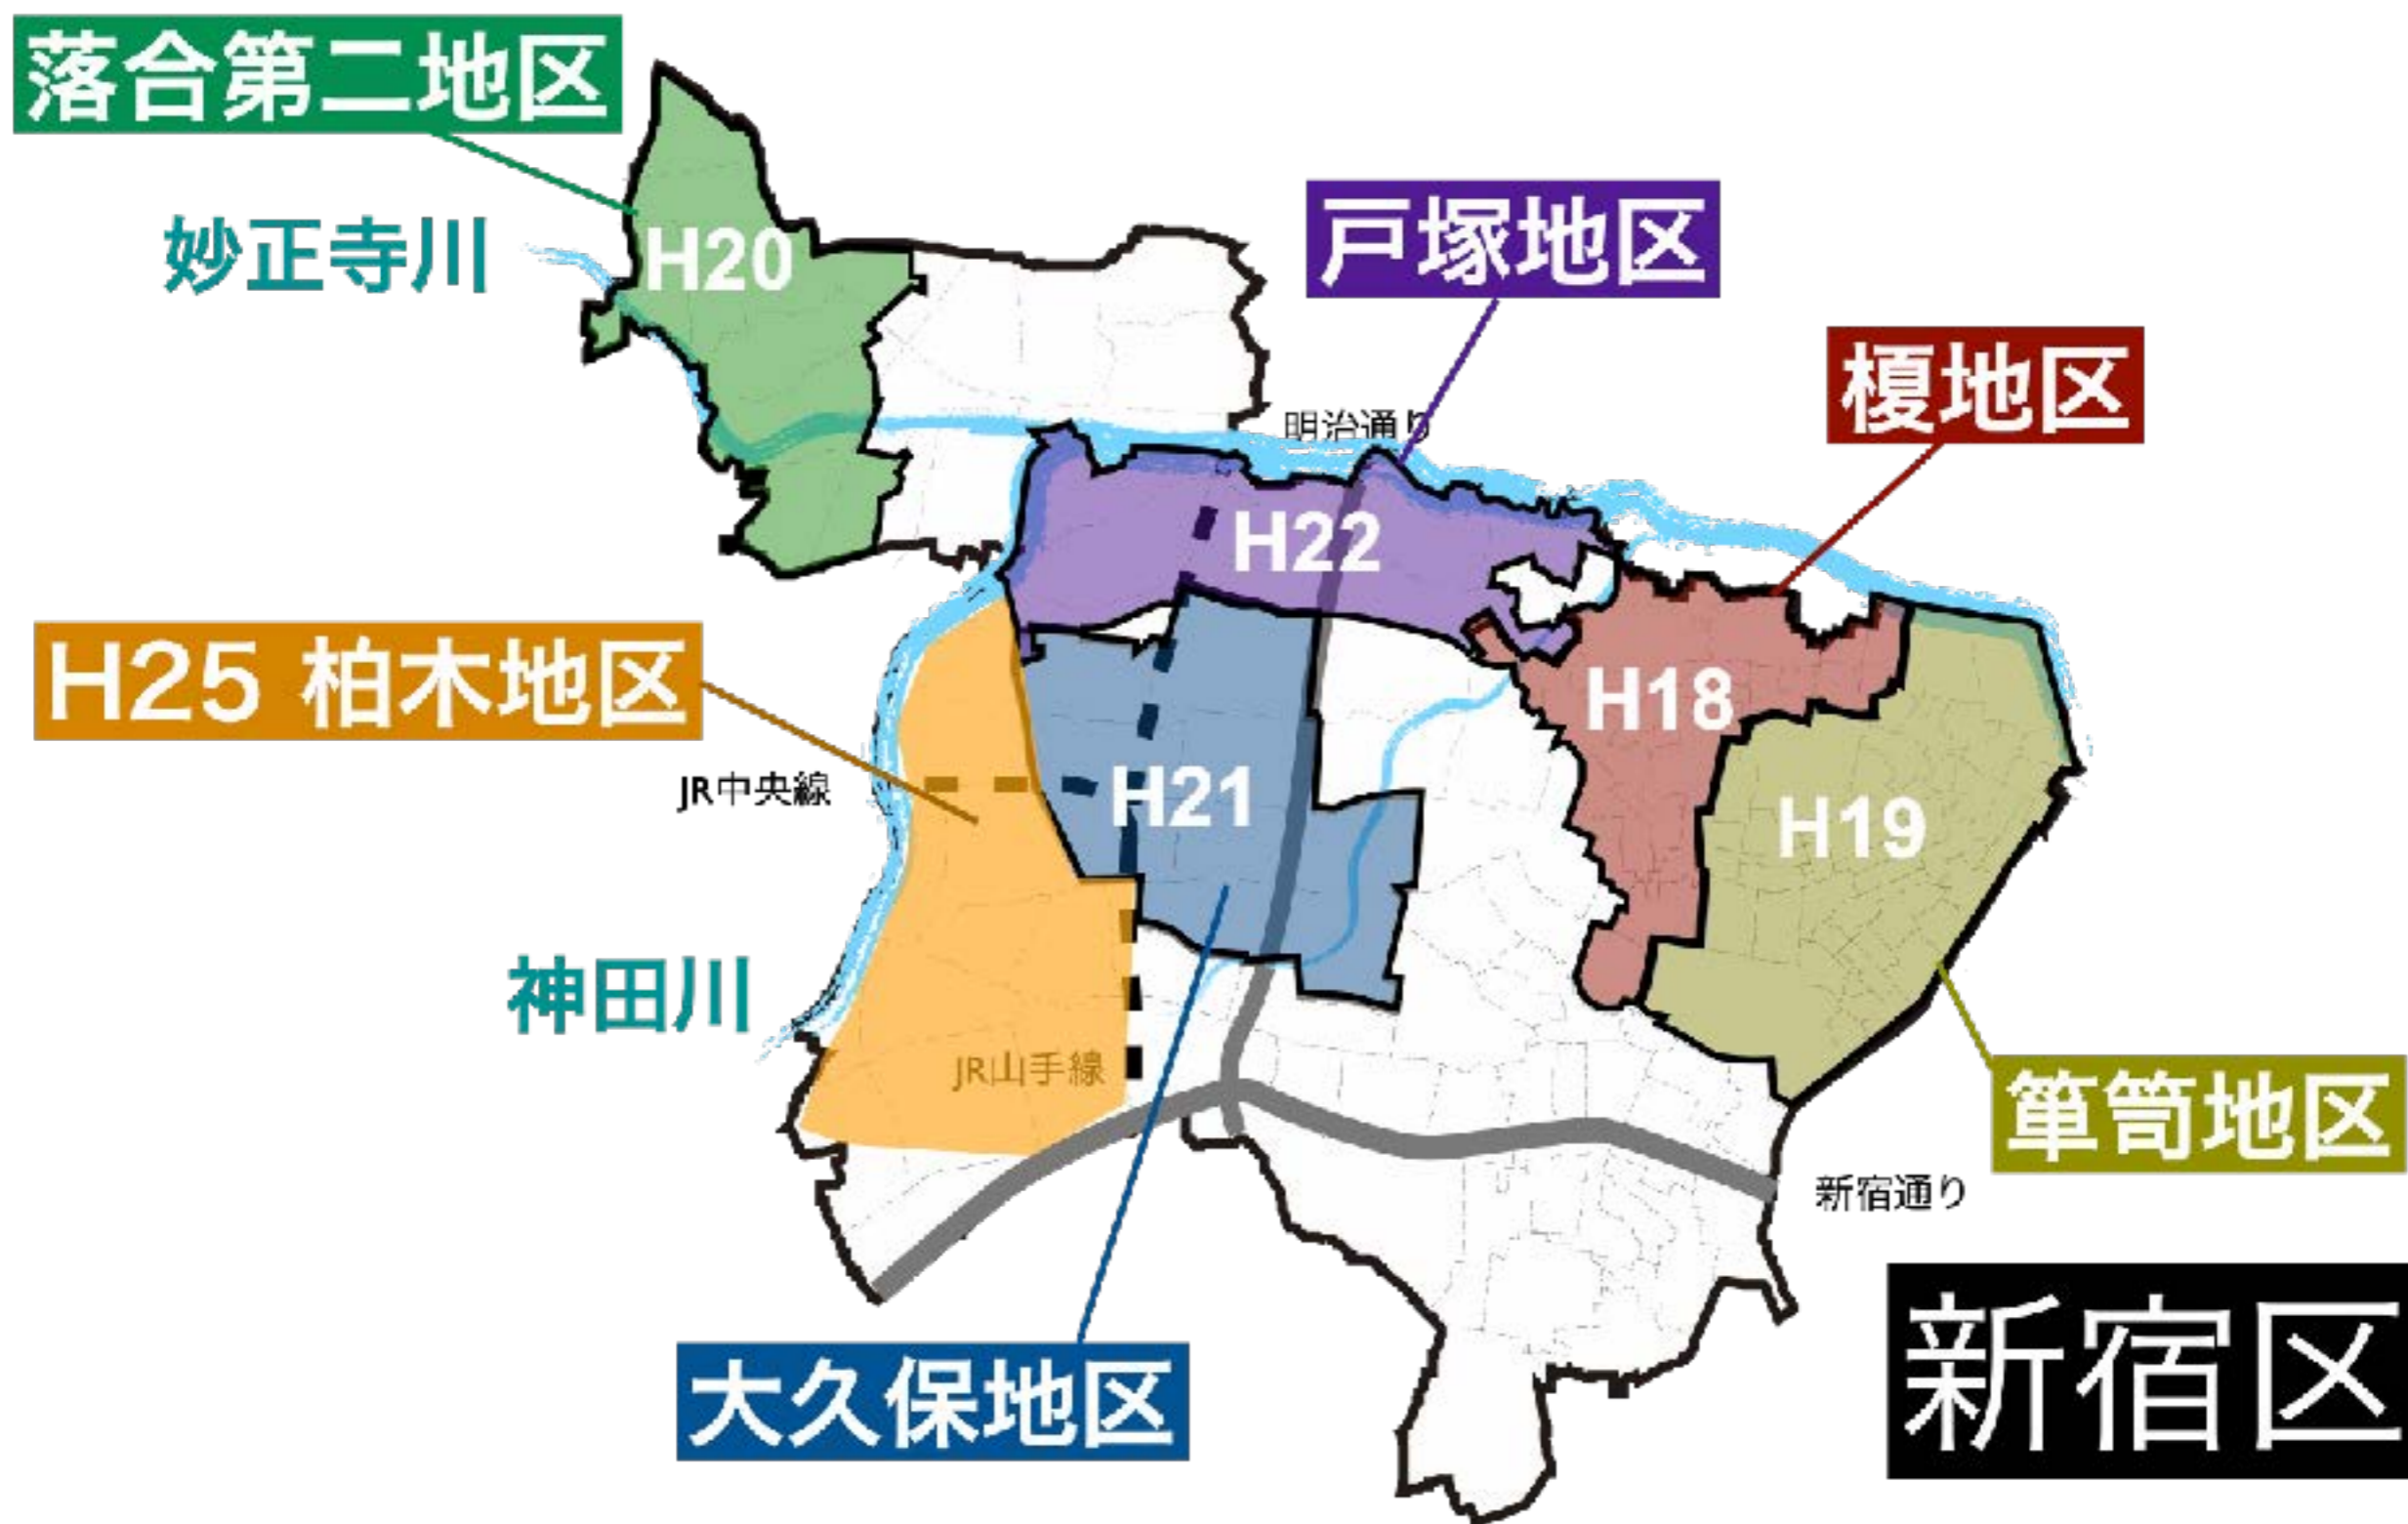 落合第二地区
妙正寺川
H20
戸塚地区
榎地区
明治通り
H22
H25 柏木地区
H18
JR中央線
H21
H19
神田川
JR山手線
箪笥地区
新宿通り
大久保地区
新宿区